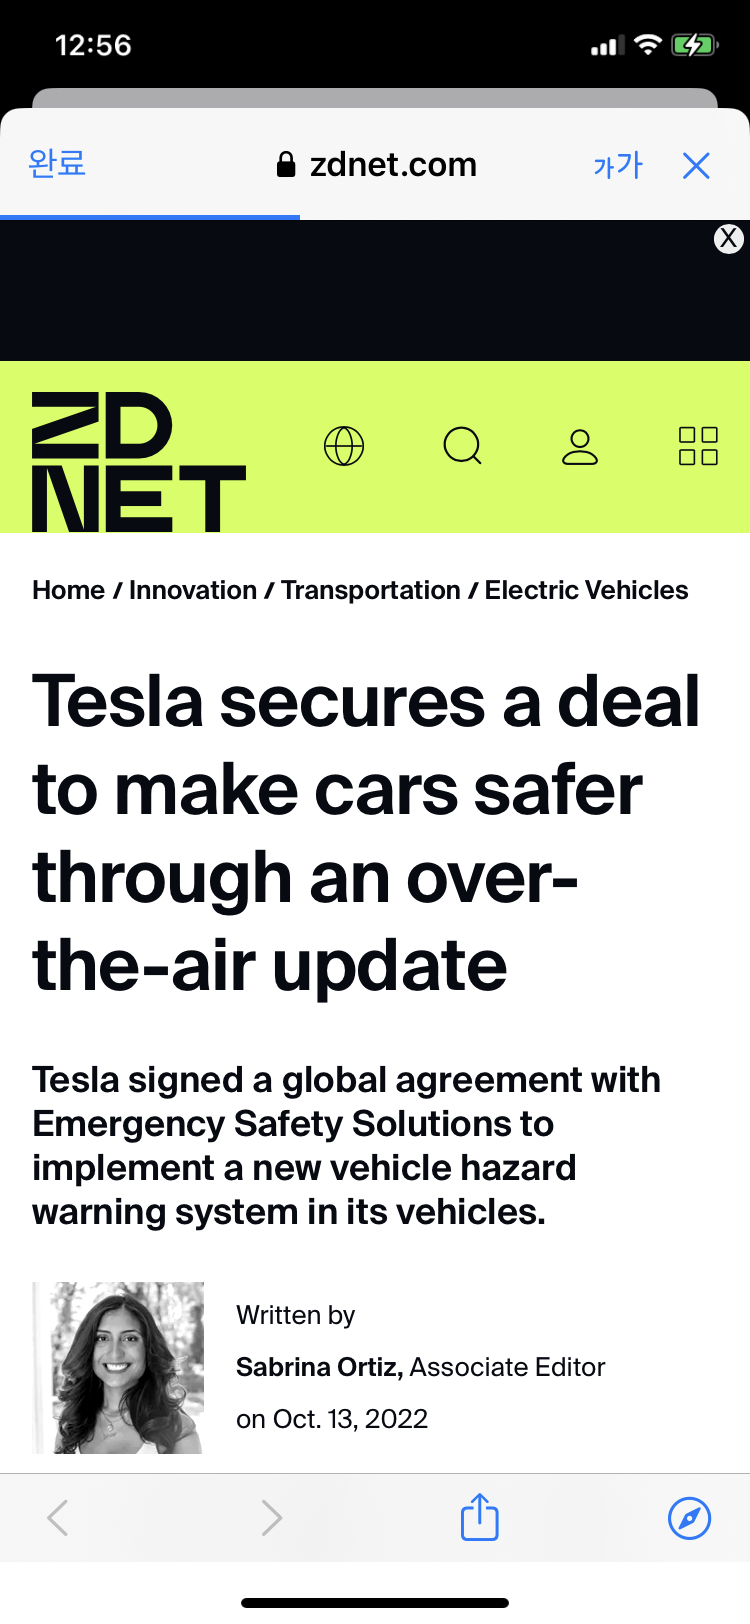 12:56
완료
zdnet.com
가가
X
ZD
NET
Home / Innovation / Transportation / Electric Vehicles
Tesla secures a deal
to make cars safer
through an over-
the-air update
Tesla signed a global agreement with
Emergency Safety Solutions to
implement a new vehicle hazard
warning system in its vehicles.
Written by
Sabrina Ortiz, Associate Editor
on Oct. 13, 2022